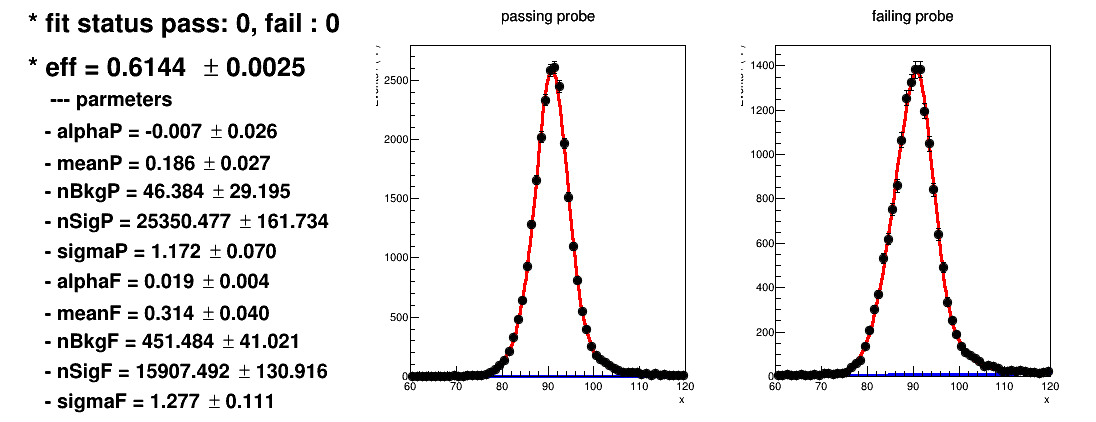 * fit status pass: 0, fail : 0
* eff = 0.6144 ± 0.0025
--- parmeters
- alphaP = -0.007 ± 0.026
- meanP = 0.186 ± 0.027
- nBkgP = 46.384 ± 29.195
- nSigP = 25350.477 ± 161.734
- sigmaP = 1.172 ± 0.070
- alphaF = 0.019 ± 0.004
- meanF = 0.314 ± 0.040
- nBkgF = 451.484 ± 41.021
- nSigF = 15907.492 ± 130.916
- sigmaF = 1.277 ± 0.111
passing probe
2500
2000
1500
1000
500
0
60 70 80 90 100 110 120
x
failing probe
1400
1200
1000
800
600
400
200
0
60 70 80 90 100 110 120
x